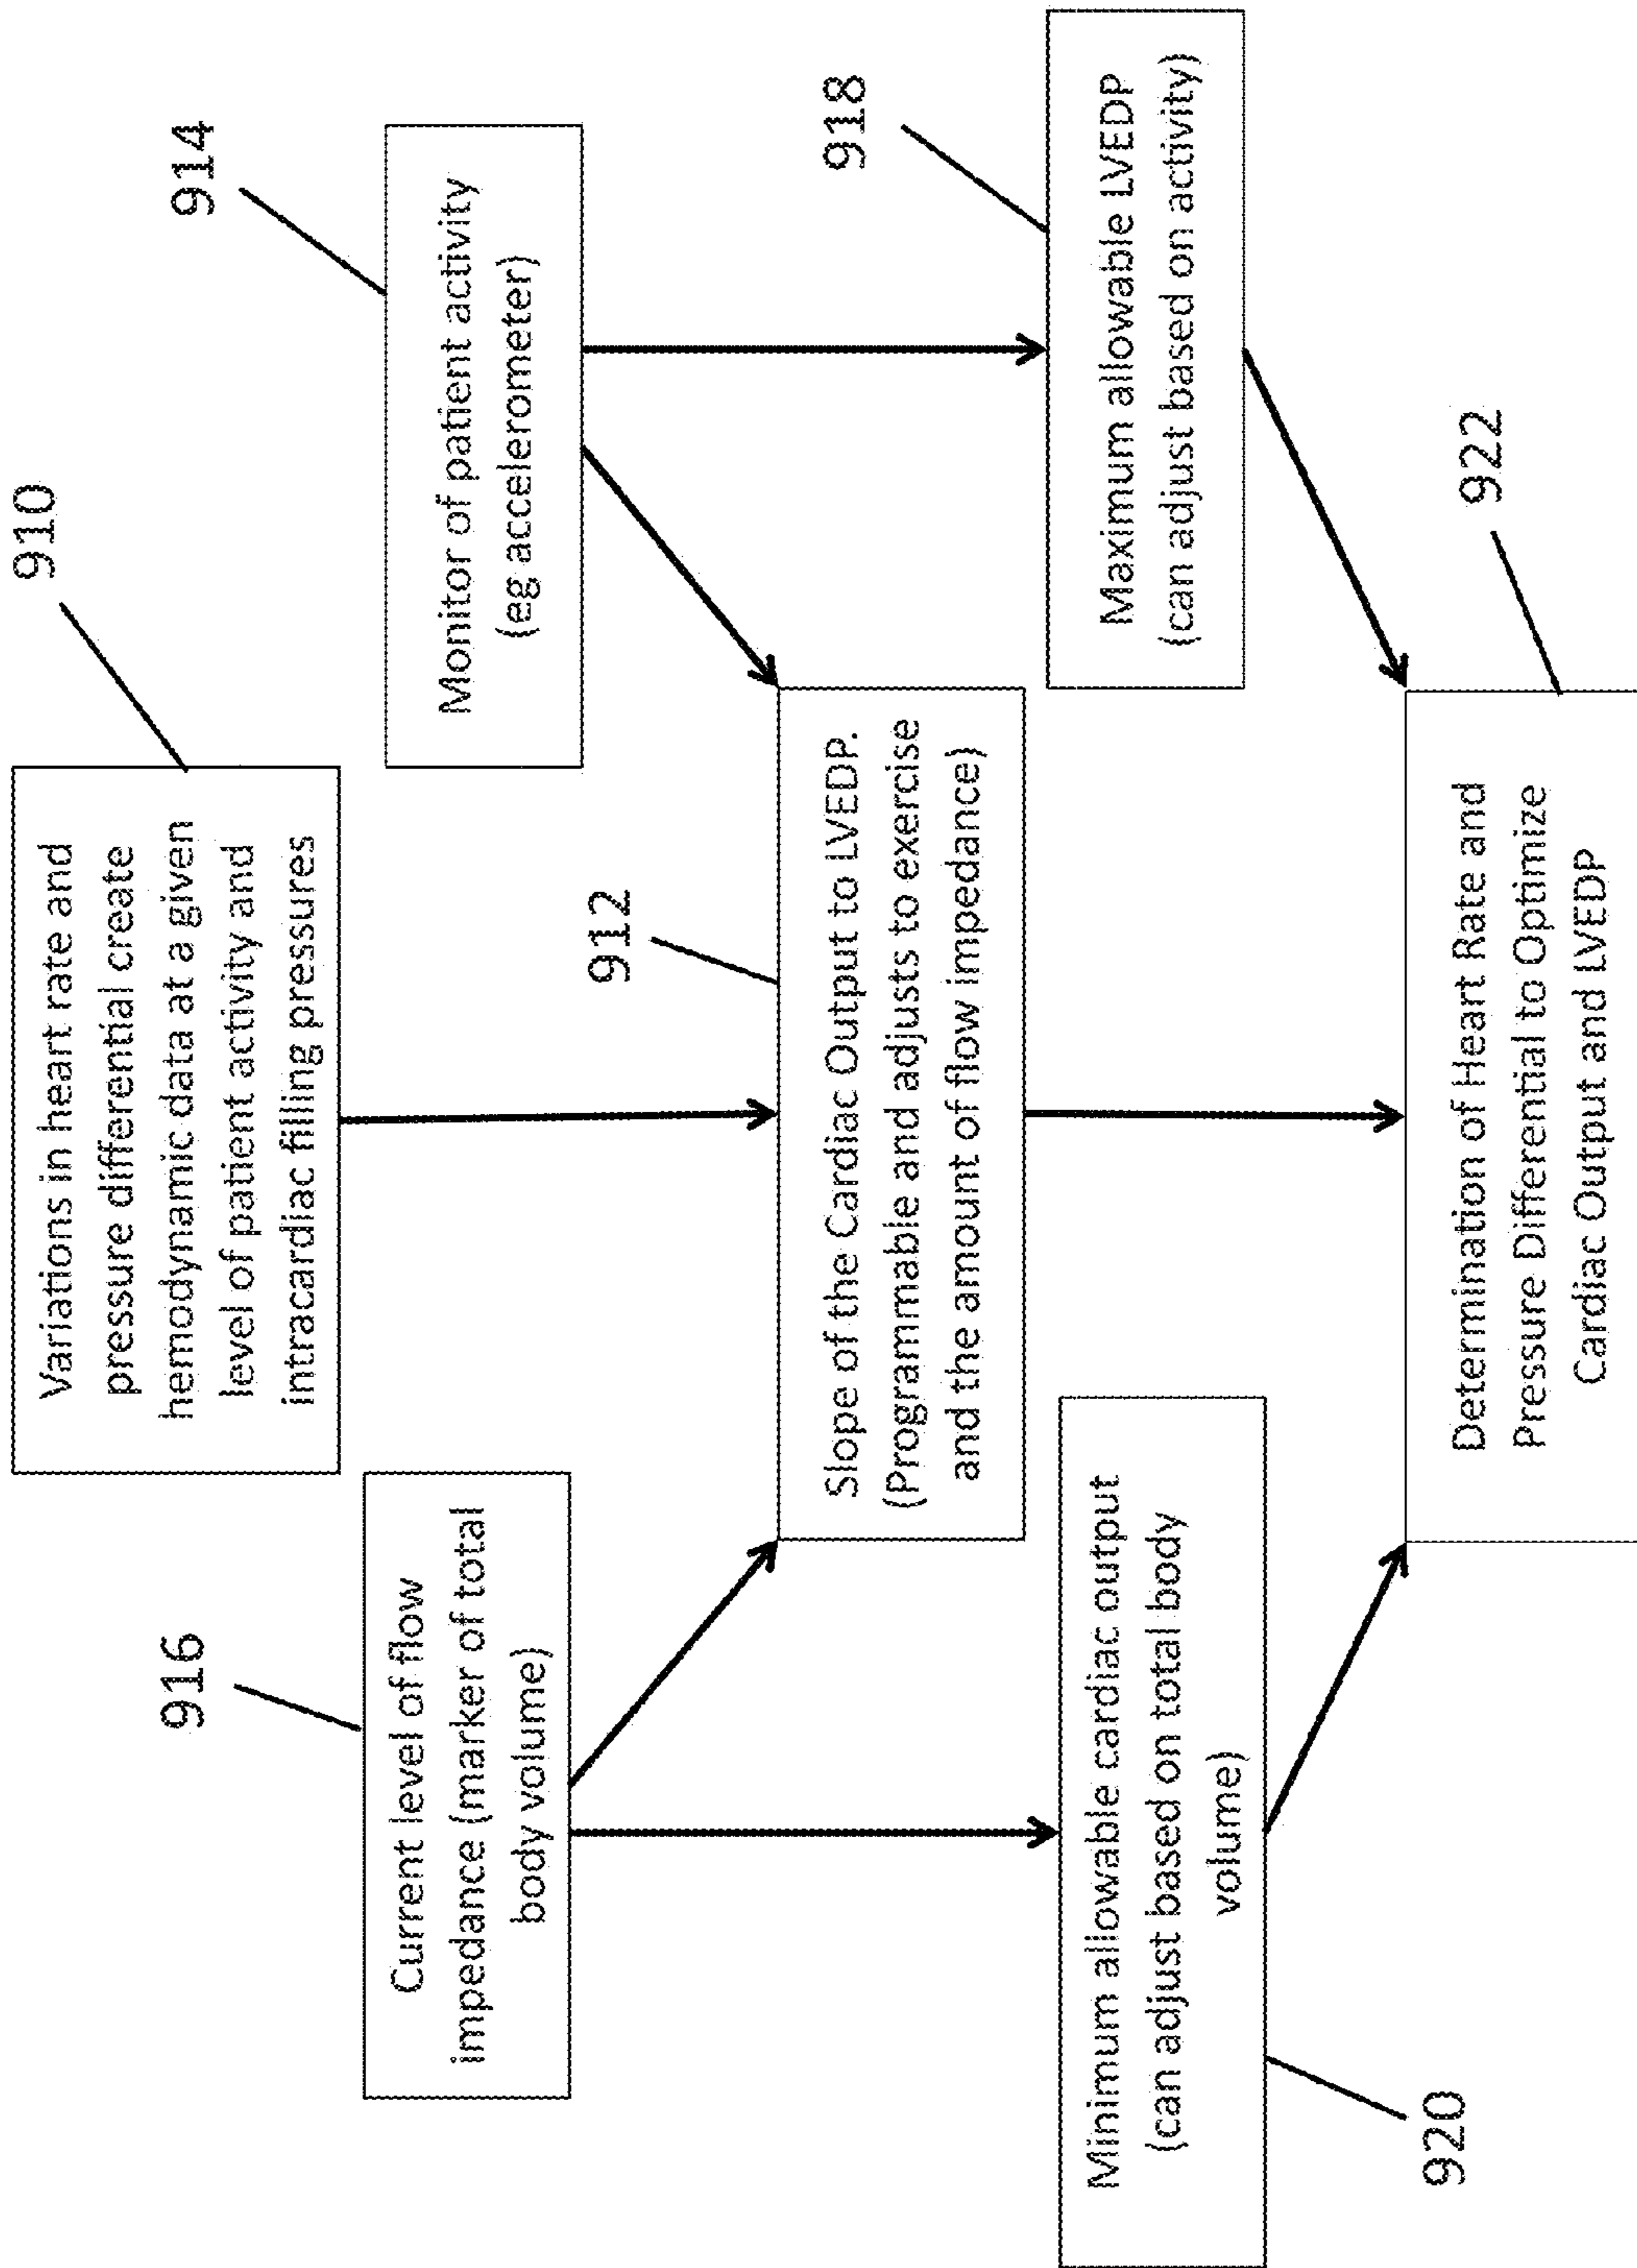 910
Variations in heart rate and
pressure differential create
hemodynamic data at a given
level of patient activity and
intracardiac filling pressures
916
Current level of flow
impedance (marker of total
body volume)
914
Monitor of patient activity
(eg accelerometer)
912
Slope of the Cardiac Output to LVEDP.
(Programmable and adjusts to exercise
and the amount of flow impedance)
920
Minimum allowable cardiac output
(can adjust based on total body
volume)
918
Maximum allowable LVEDP
(can adjust based on activity)
922
Determination of Heart Rate and
Pressure Differential to Optimize
Cardiac Output and LVEDP